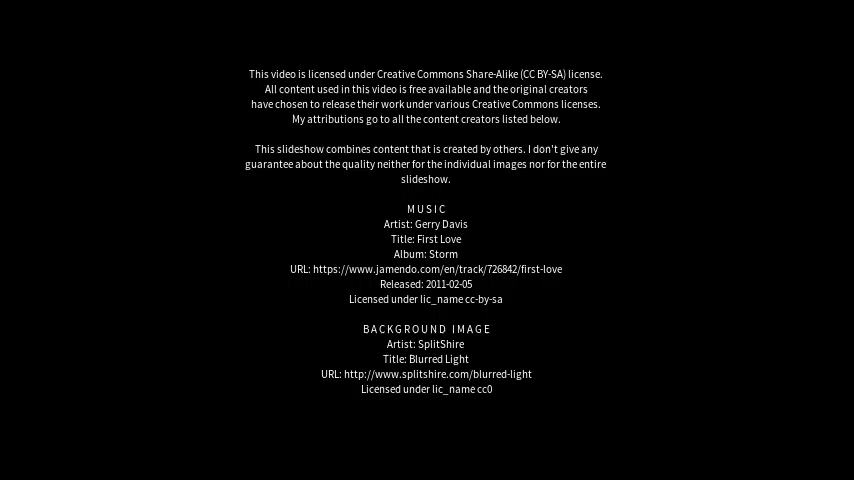 This video is licensed under Creative Commons Share-Alike (CC BY-SA) license.
All content used in this video is free available and the original creators
have chosen to release their work under various Creative Commons licenses.
My attributions go to all the content creators listed below.
This slideshow combines content that is created by others. I don't give any
guarantee about the quality neither for the individual images nor for the entire
slideshow.
MUSIC
Artist: Gerry Davis
Title: First Love
Album: Storm
URL: https://www.jamendo.com/en/track/726842/first-love
Released: 2011-02-05
Licensed under lic_name cc-by-sa
BACKGROUND IMAGE
Artist: SplitShire
Title: Blurred Light
URL: http://www.splitshire.com/blurred-light
Licensed under lic_name cc0